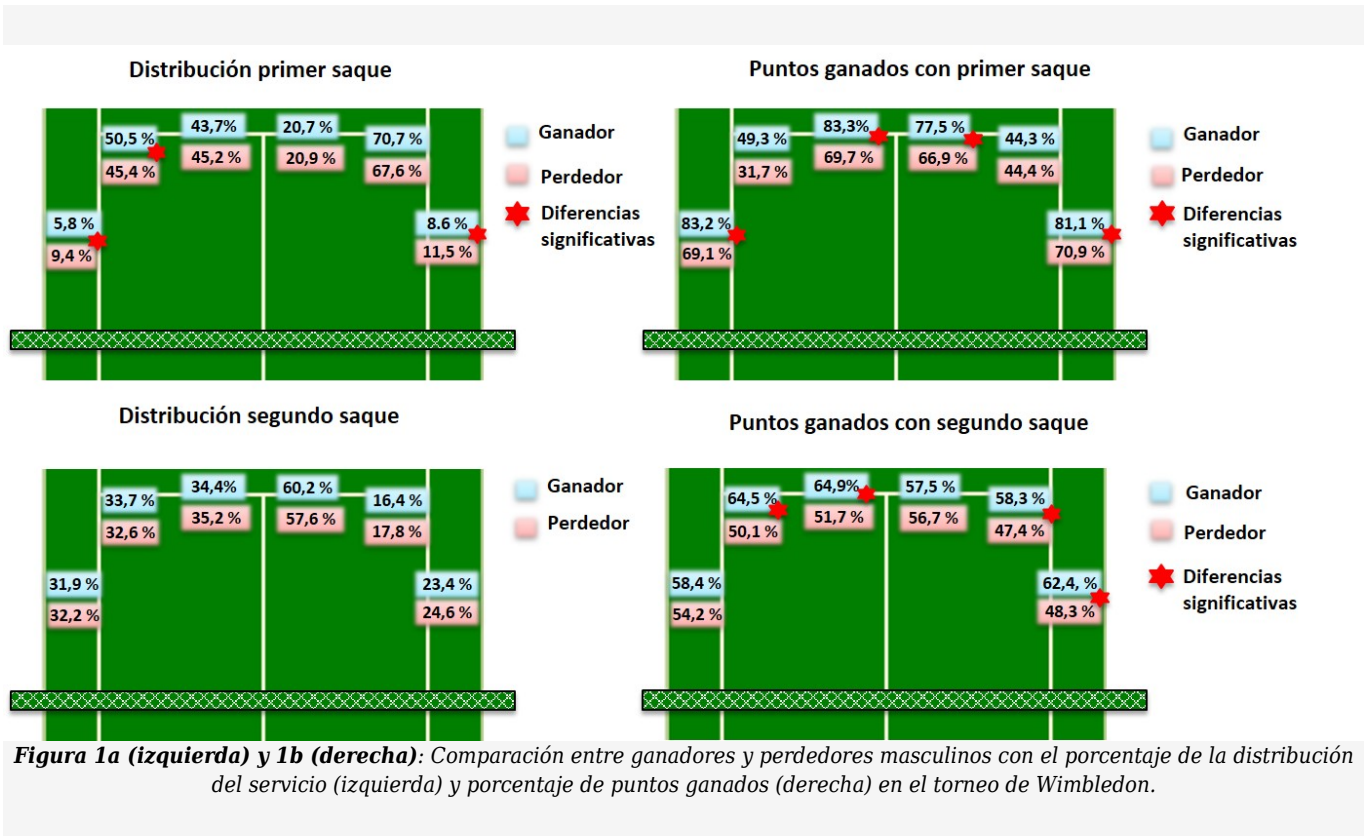 Distribución primer saque
50,5 %
43,7%
20,7 %
70,7 %
45,4 %
45,2 %
20,9 %
67,6 %
5,8 %
8.6 %
9,4 %
11,5 %
Ganador
Perdedor
Diferencias
significativas
Puntos ganados con primer saque
49,3 %
83,3%
77,5 %
44,3 %
31,7 %
69,7 %
66,9 %
44,4 %
83,2 %
81,1 %
69,1 %
70,9 %
Ganador
Perdedor
Diferencias
significativas
Distribución segundo saque
33,7 %
34,4%
60,2 %
16,4 %
32,6 %
35,2 %
57,6 %
17,8 %
31,9 %
23,4 %
32,2 %
24,6 %
Ganador
Perdedor
Puntos ganados con segundo saque
64,5 %
64,9%
57,5 %
58,3 %
50,1 %
51,7 %
56,7 %
47,4 %
58,4 %
62,4, %
54,2 %
48,3 %
Ganador
Perdedor
Diferencias
significativas
Figura 1a (izquierda) y 1b (derecha): Comparación entre ganadores y perdedores masculinos con el porcentaje de la distribución
del servicio (izquierda) y porcentaje de puntos ganados (derecha) en el torneo de Wimbledon.